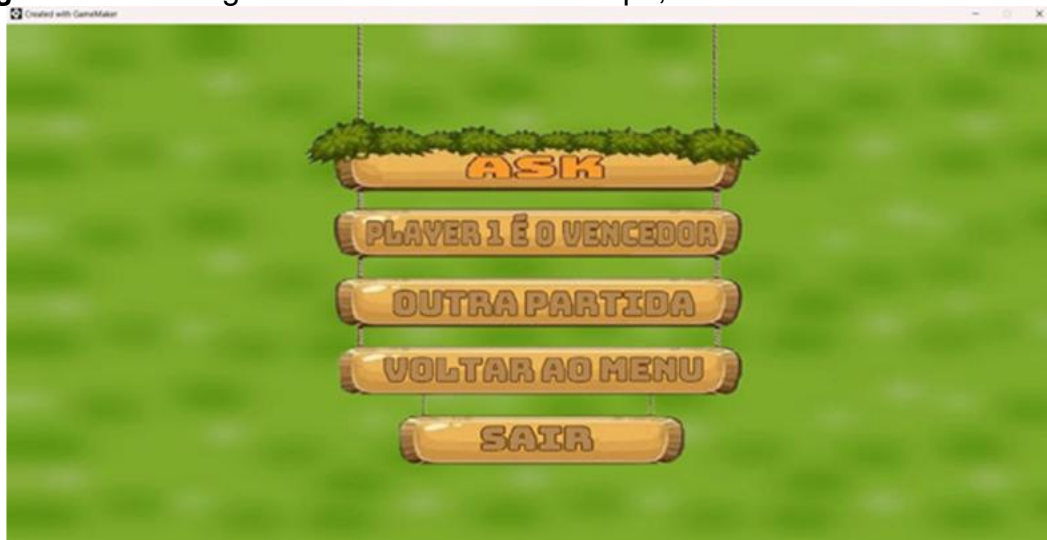 Created with GameMaker
ASK
PLAYER 1 É O VENCEDOR
OUTRA PARTIDA
VOLTAR AO MENU
SAIR